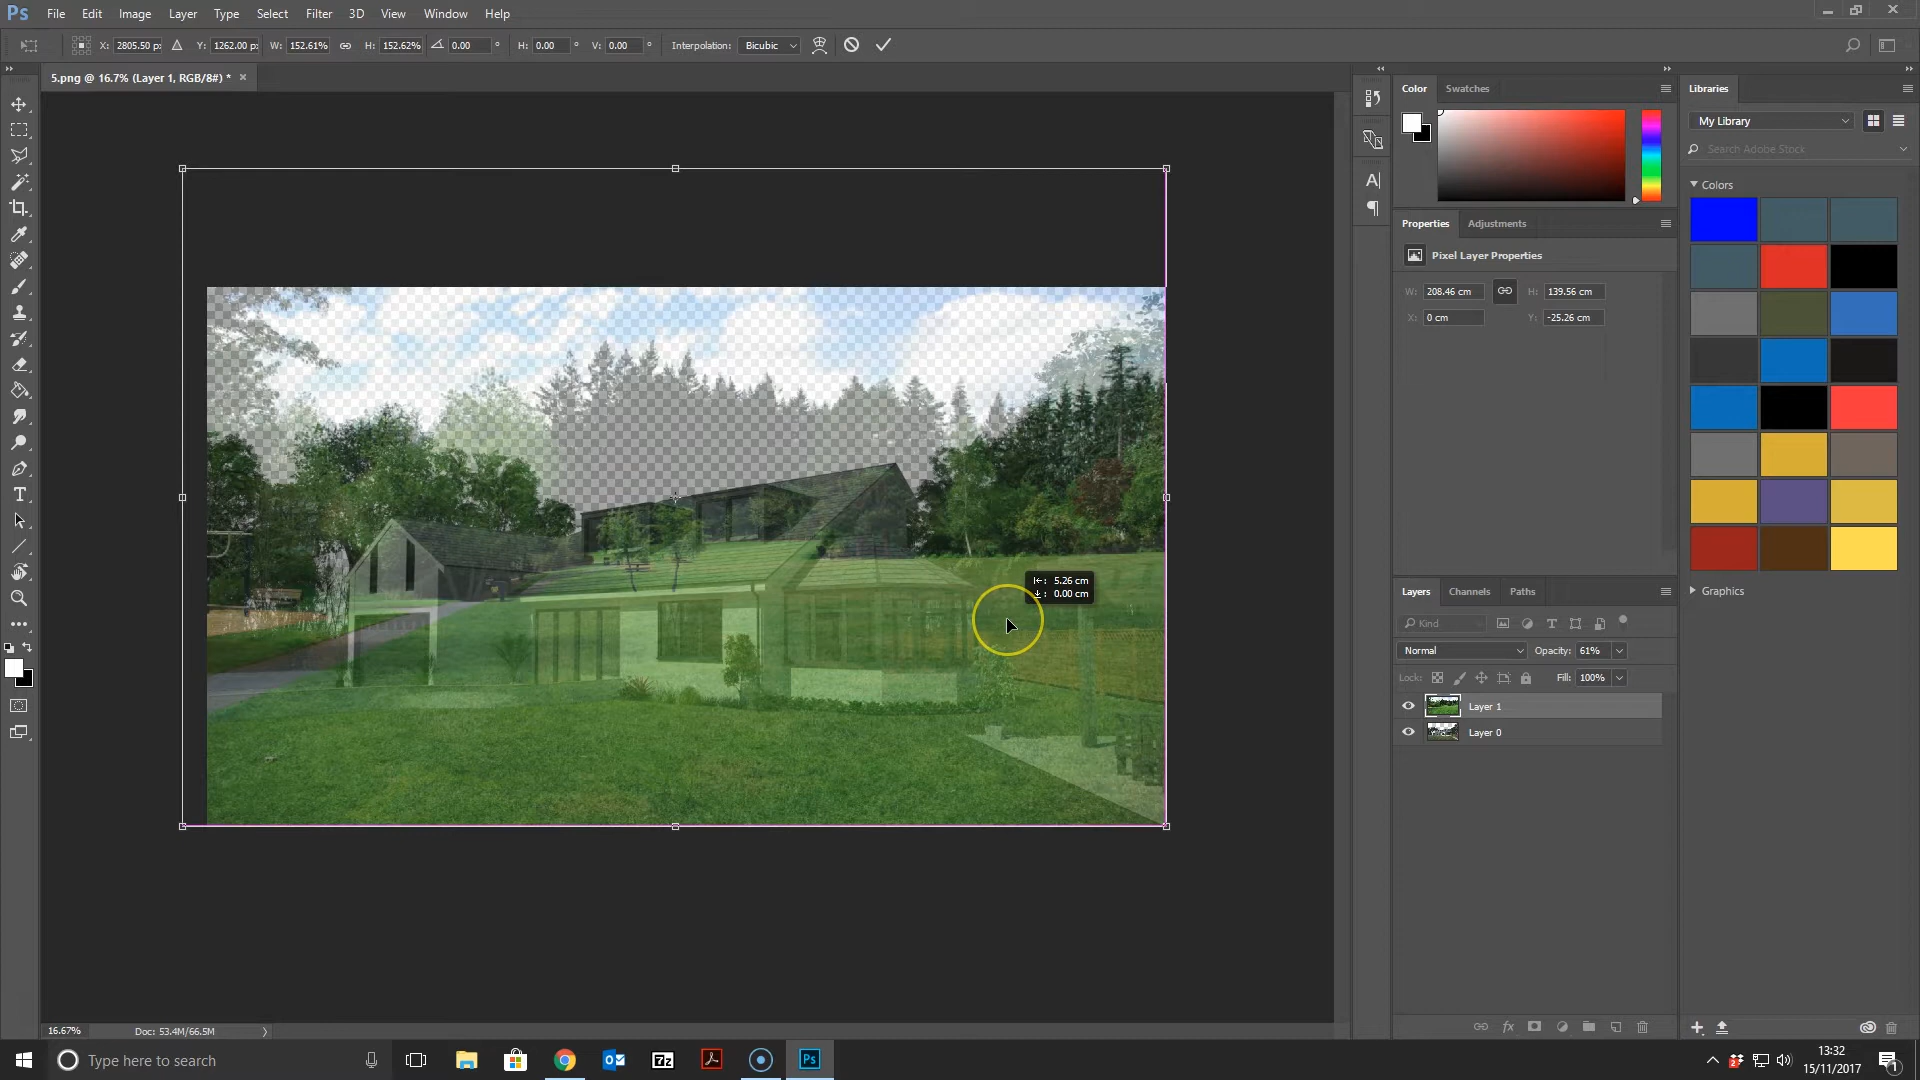 Ps File Edit Image Layer Type Select Filter 3D View Window Help
X: 2805.50 px Y: 1262.00 px W: 152.61% H: 152.62% 0.00 ° H: 0.00 V: 0.00 ° Interpolation: Bicubic
5.png @ 16.7% (Layer 1, RGB/8#) * ×
Color Swatches
Libraries
My Library
Search Adobe Stock
Colors
Properties Adjustments
Pixel Layer Properties
W: 208.46 cm H: 139.56 cm
X: 0 cm Y: -25.26 cm
5.26 cm
0.00 cm
Layers Channels Paths
Graphics
Kind
Normal Opacity: 61%
Lock: Fill: 100%
Layer 1
Layer 0
16.67% Doc: 53.4M/66.5M
Type here to search
7z
Ps
13:32
15/11/2017